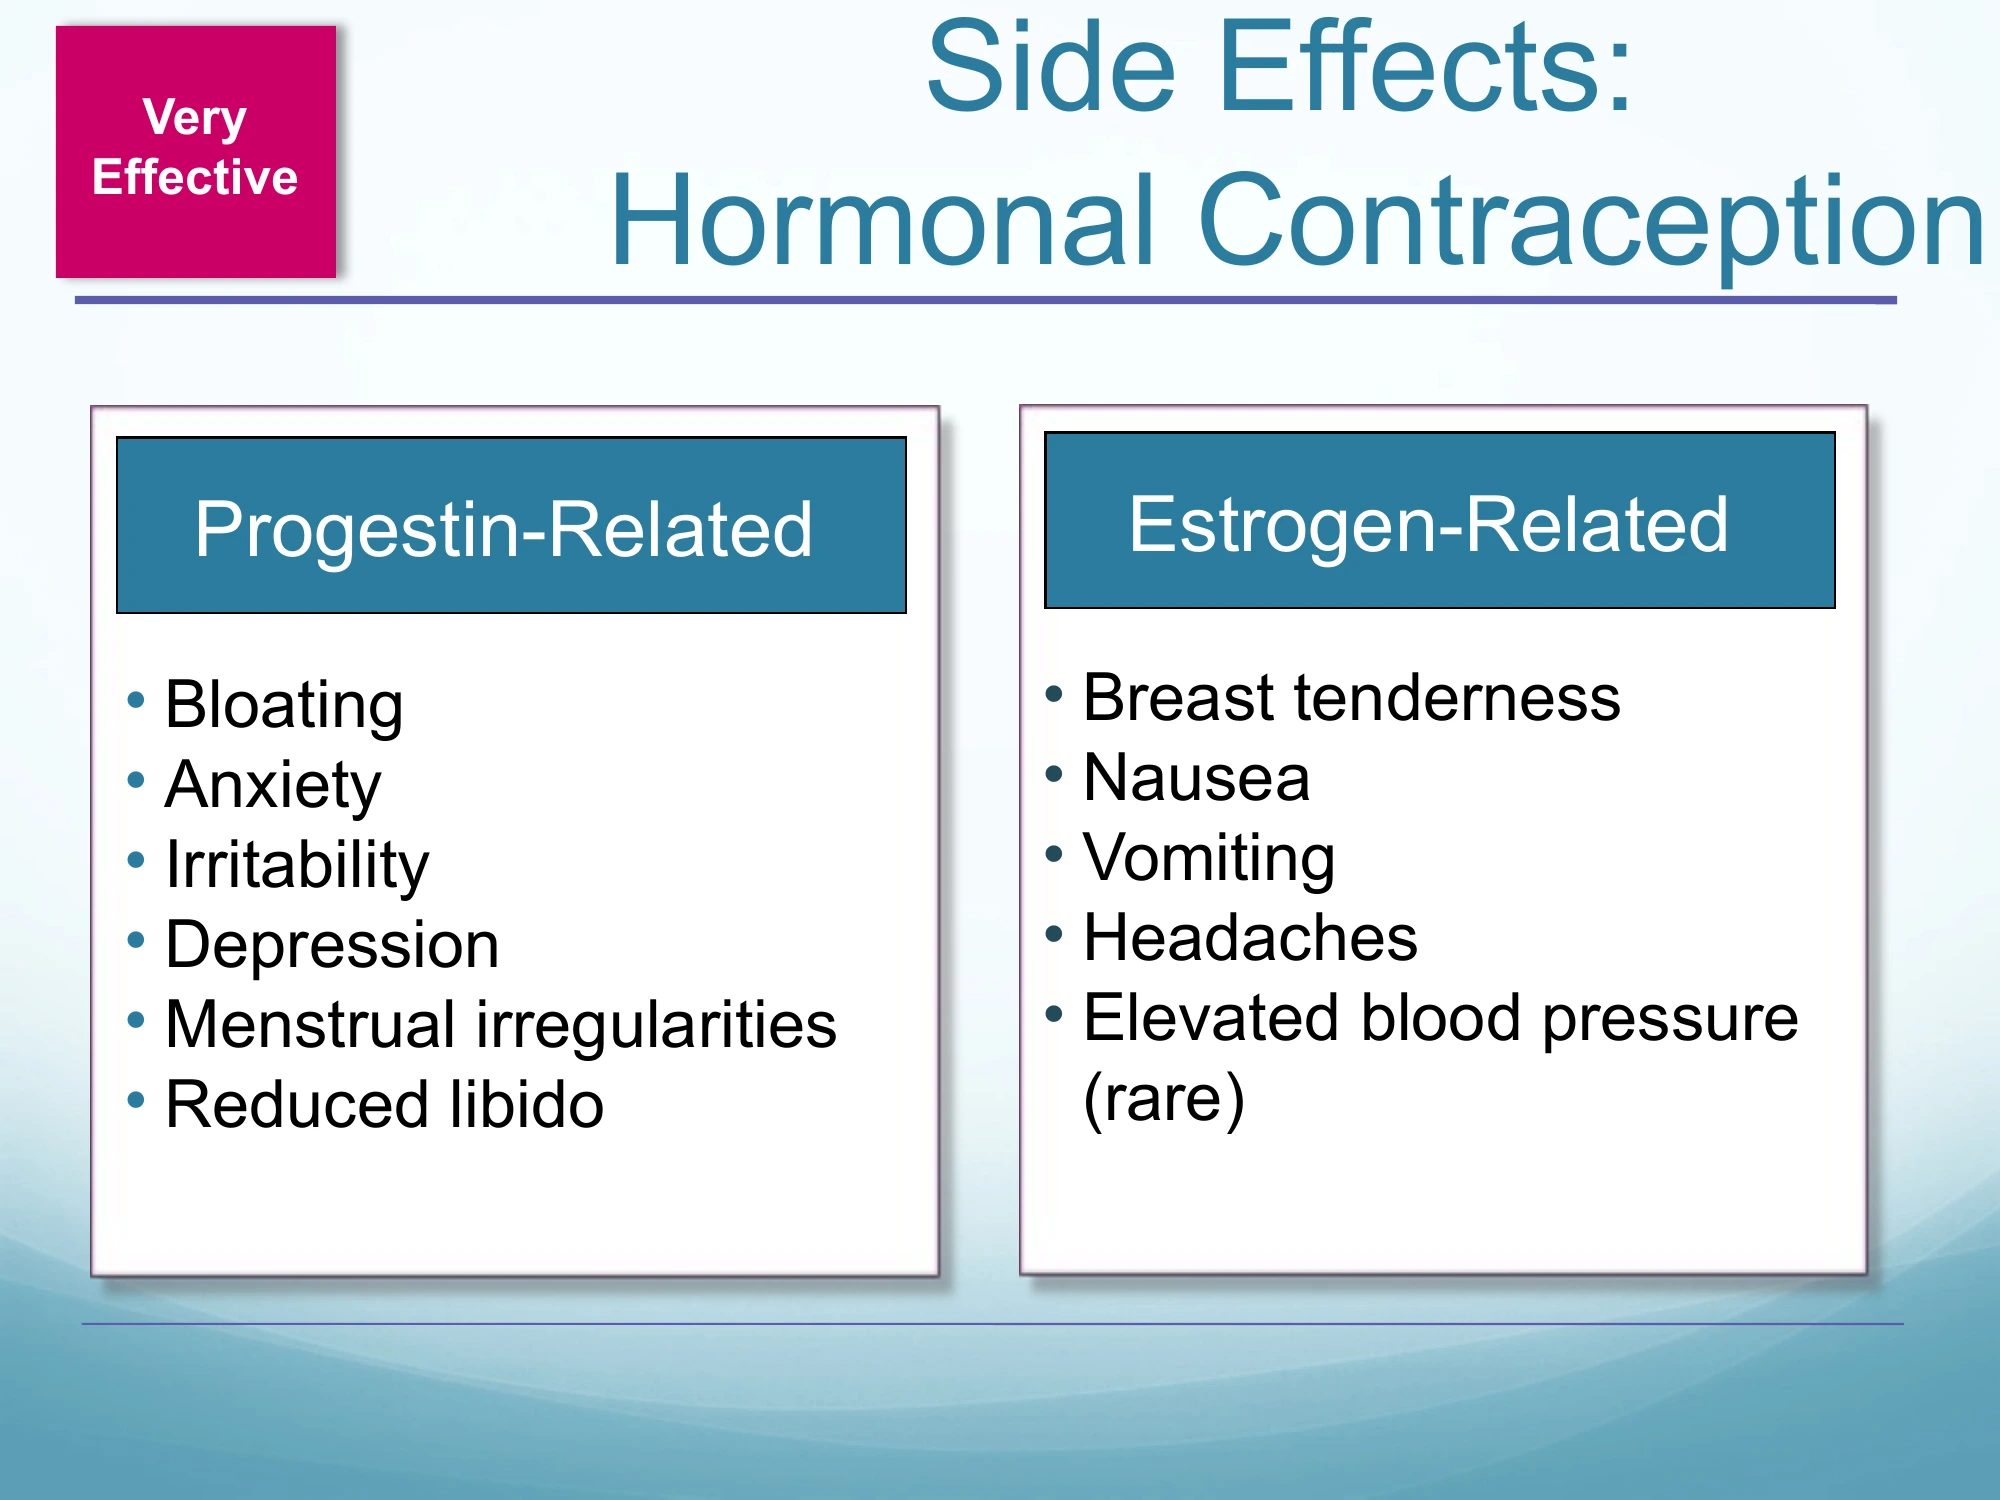 Very
Effective
Side Effects:
Hormonal Contraception
Progestin-Related
• Bloating
• Anxiety
• Irritability
• Depression
• Menstrual irregularities
• Reduced libido
Estrogen-Related
• Breast tenderness
• Nausea
• Vomiting
• Headaches
• Elevated blood pressure
(rare)